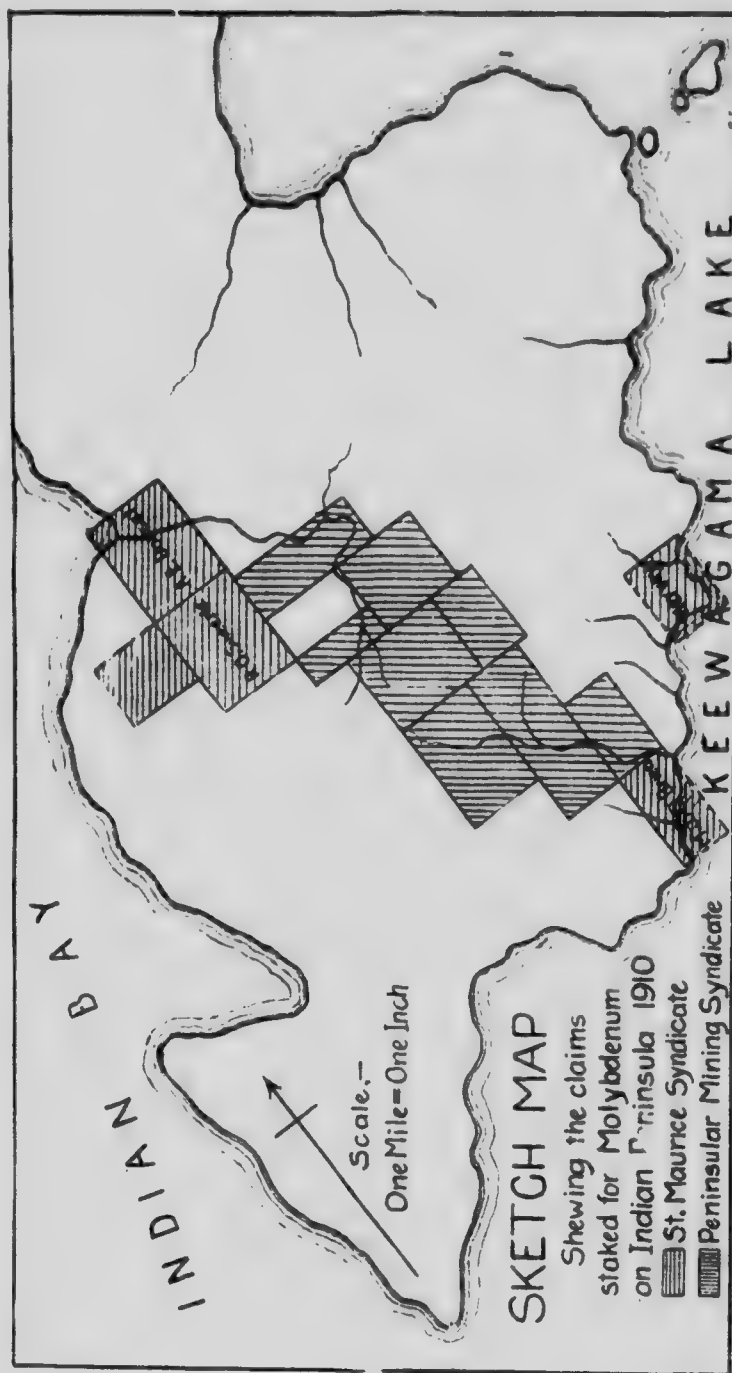 INDIAN BAY
Scale.—
One Mile=One Inch
SKETCH MAP
Shewing the claims
staked for Molybdenum
on Indian P ninsula 1910
St. Maurice Syndicate
Peninsular Mining Syndicate
KEEWAGAMA LAKE